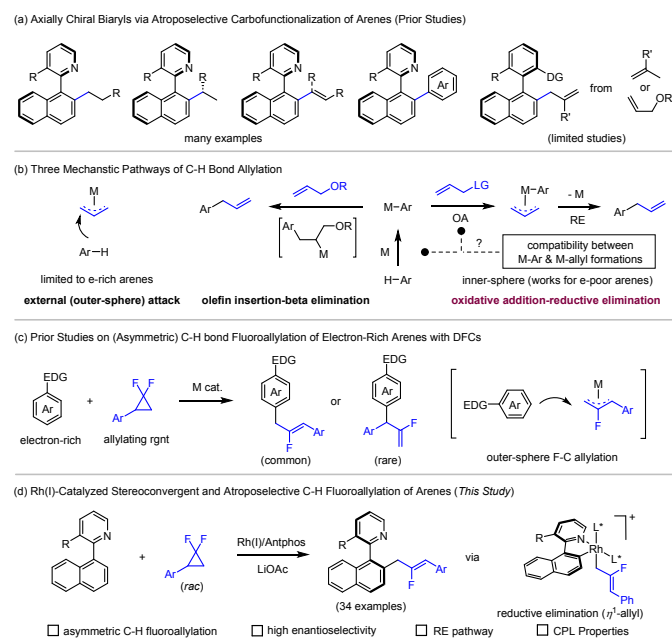 (a) Axially Chiral Biaryls via Atroposelective Carbofunctionalization of Arenes (Prior Studies)
R N R
R N R
R N R R
R N Ar
R DG R'
from
R'
or
OR
many examples
(limited studies)
(b) Three Mechanstic Pathways of C-H Bond Allylation
M
Ar–H
limited to e-rich arenes
external (outer-sphere) attack
Ar
OR
Ar OR
M
olefin insertion-beta elimination
M–Ar
M
H-Ar
LG
OA
?
M-Ar
- M
RE
Ar
compatibility between
M-Ar & M-allyl formations
inner-sphere (works for e-poor arenes)
oxidative addition-reductive elimination
(c) Prior Studies on (Asymmetric) C-H bond Fluoroallylation of Electron-Rich Arenes with DFCs
EDG
Ar
electron-rich
+
F F
Ar
allylating rgnt
M cat.
EDG
Ar
Ar
F
(common)
or
EDG
Ar
Ar F
(rare)
EDG Ar
M
Ar
F
outer-sphere F-C allylation
(d) Rh(I)-Catalyzed Stereoconvergent and Atroposelective C-H Fluoroallylation of Arenes (This Study)
R N
+
F F
Ar
(rac)
Rh(I)/Antphos
LiOAc
R N
Ar
F
(34 examples)
via
R N L*
Rh
L*
F
Ph
+
reductive elimination (η1-allyl)
asymmetric C-H fluoroallylation
high enantioselectivity
RE pathway
CPL Properties